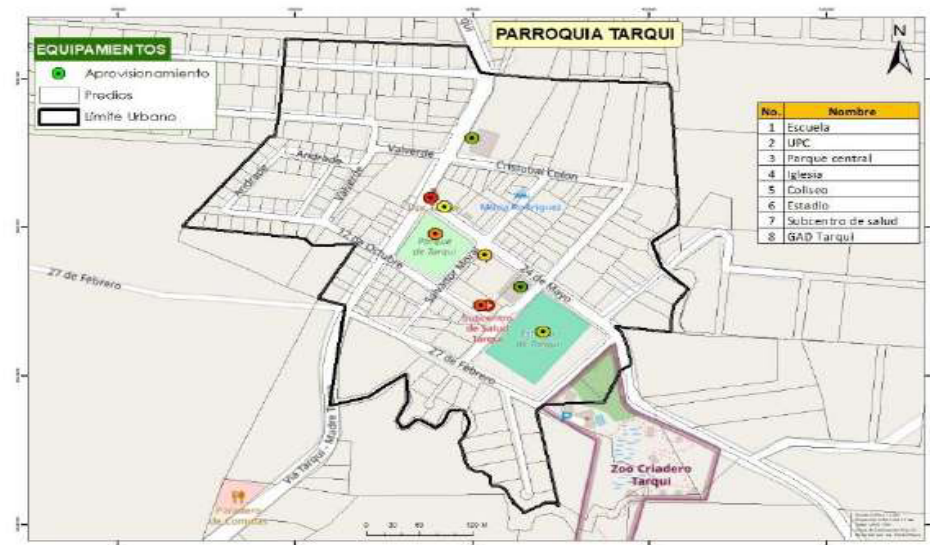 PARROQUIA TARQUI
N
EQUIPAMIENTOS
Aprovisionamiento
Predios
Límite Urbano
No. Nombre
1 Escuela
2 UPC
3 Parque central
4 Iglesia
5 Coliseo
6 Estadio
7 Subcentro de salud
8 GAD Tarqui
Valverde
Cristobal Colon
Andrade
Andrade
Valverde
12 de Octubre
Parque
de Tarqui
Salvador Mora
24 de Mayo
27 de Febrero
Subcentro
de Salud
Tarqui
de Tarqui
27 de Febrero
P
Zoo Criadero
Tarqui
Via Tarqui - Madre
Paradero
de Comidas
0 30 60 120 M